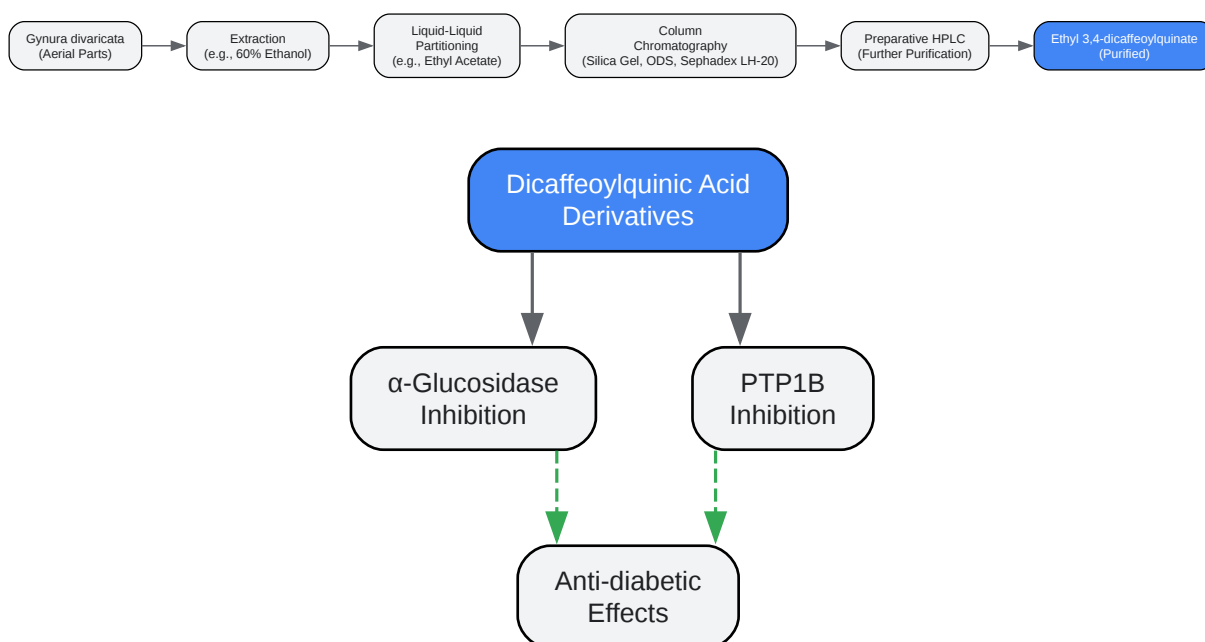 Gynura divaricata
(Aerial Parts)
Extraction
(e.g., 60% Ethanol)
Liquid-Liquid
Partitioning
(e.g., Ethyl Acetate)
Column
Chromatography
(Silica Gel, ODS, Sephadex LH-20)
Preparative HPLC
(Further Purification)
Ethyl 3,4-dicaffeoylquinate
(Purified)
Dicaffeoylquinic Acid
Derivatives
α-Glucosidase
Inhibition
PTP1B
Inhibition
Anti-diabetic
Effects